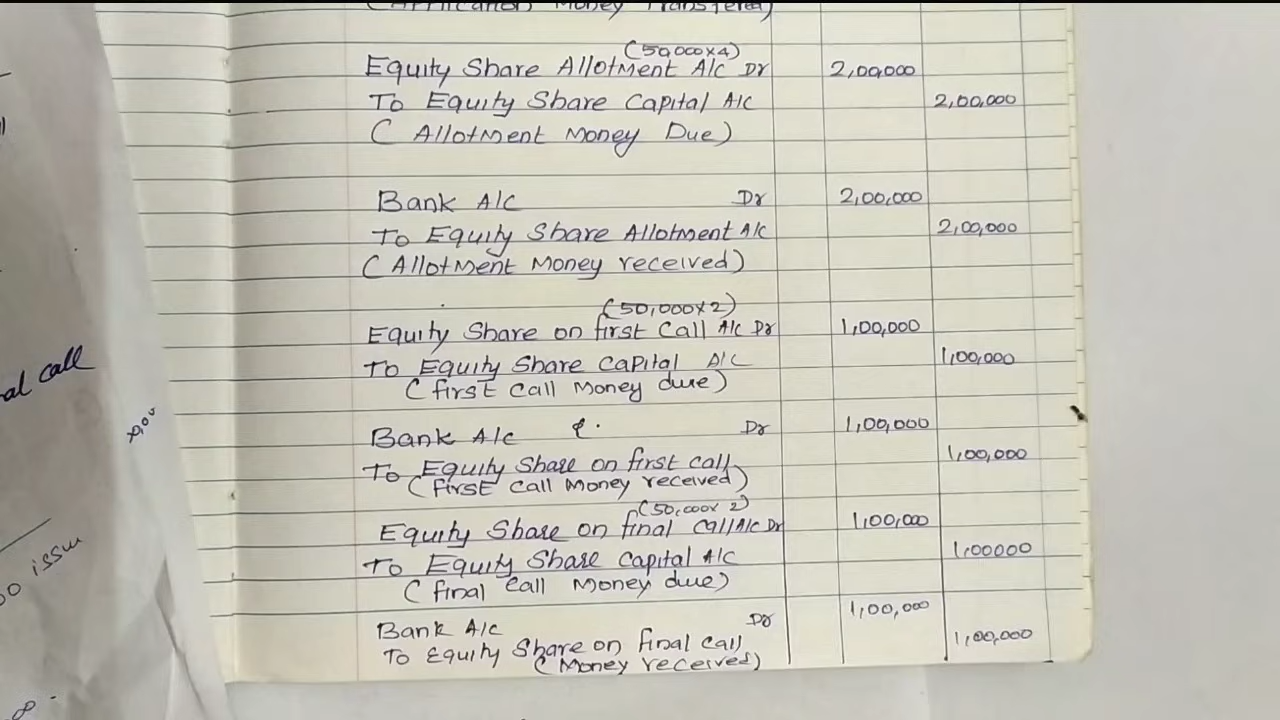 (Application Money Transfered)
(50,000×4)
Equity Share Allotment A/c Dr 2,00,000
To Equity Share Capital A/c 2,00,000
( Allotment Money Due)
Bank A/c Dr 2,00,000
To Equity Share Allotment A/c 2,00,000
( Allotment Money received)
(50,000×2)
Equity Share on first Call A/c Dr 1,00,000
To Equity Share Capital A/c 1,00,000
( first Call Money due)
Bank A/c Dr 1,00,000
To Equity Share on first call 1,00,000
( first Call Money received)
(50,000× 2)
Equity Share on final Call A/c Dr 1,00,000
To Equity Share Capital A/c 1,00000
( final Call Money due)
Bank A/c Dr 1,00,000
To Equity Share on final call 1,00,000
( Money received)
al call
00 issue